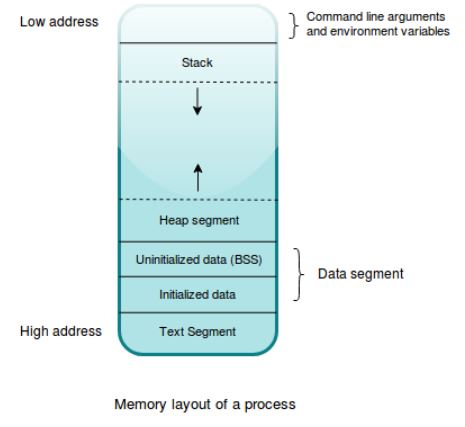 Low address
Command line arguments
and environment variables
Stack
Heap segment
Uninitialized data (BSS)
Data segment
Initialized data
High address
Text Segment
Memory layout of a process